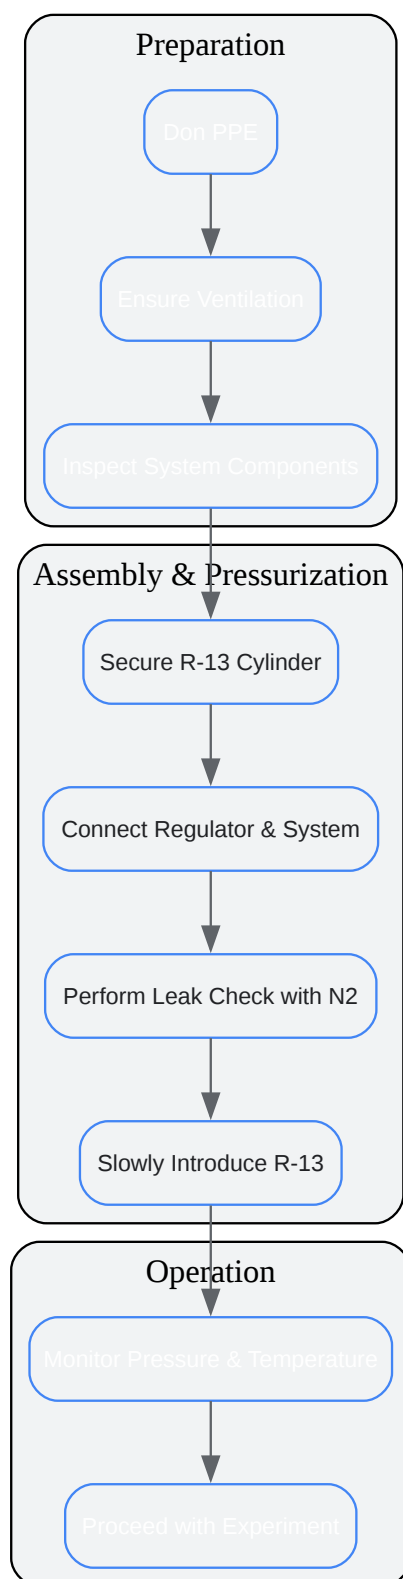 Preparation
Don PPE
Ensure Ventilation
Inspect System Components
Assembly & Pressurization
Secure R-13 Cylinder
Connect Regulator & System
Perform Leak Check with N2
Slowly Introduce R-13
Operation
Monitor Pressure & Temperature
Proceed with Experiment